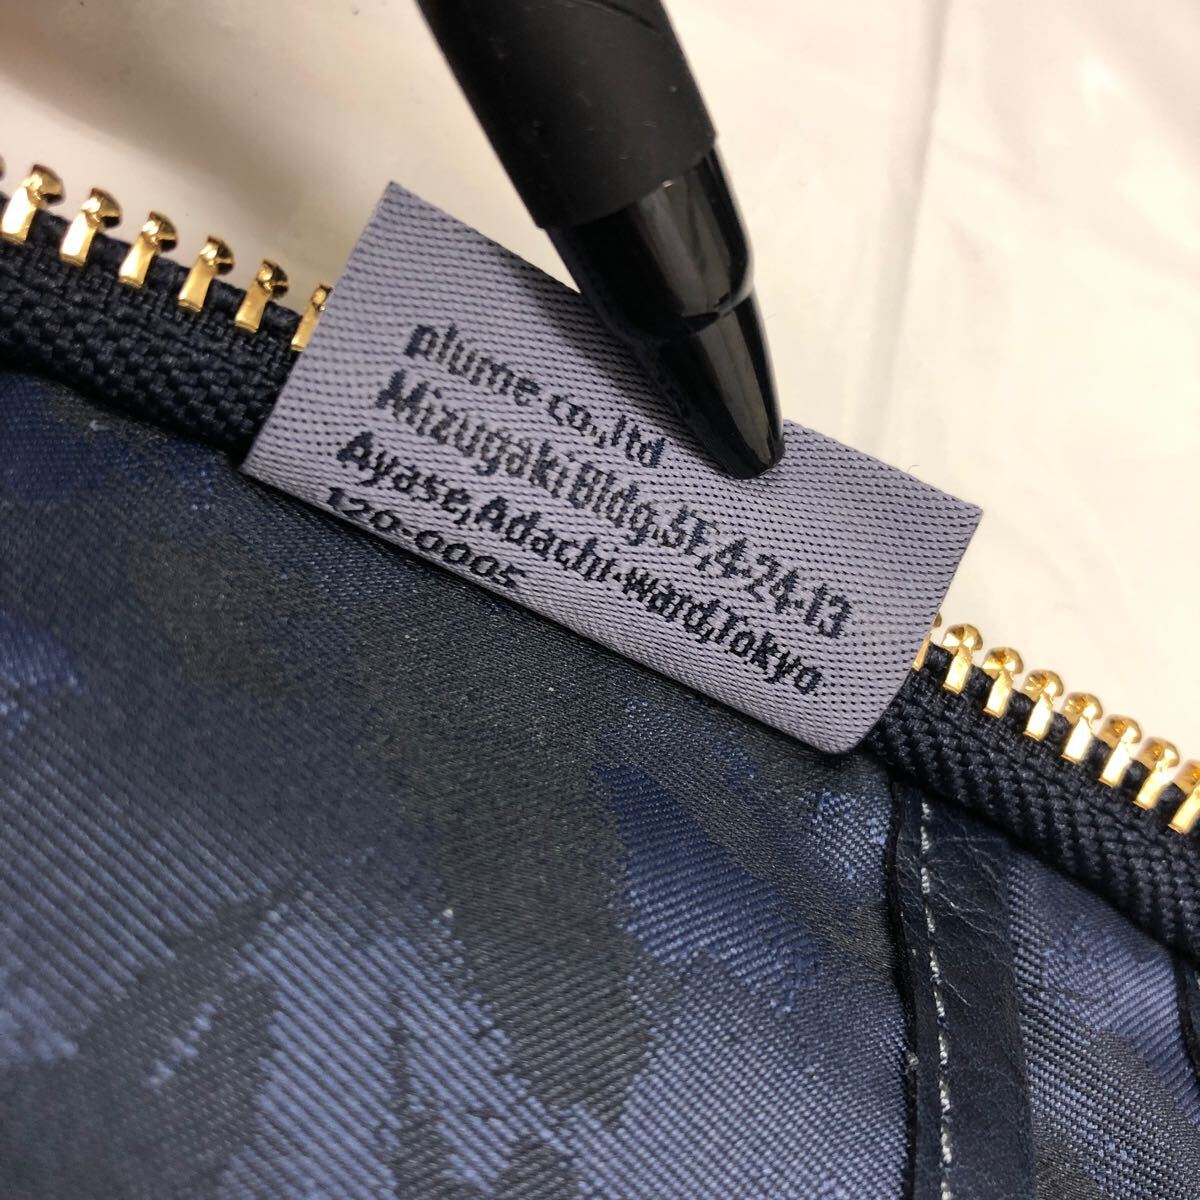 plume co.,ltd
Mizugaki Bldg,3F,4-24-13
Ayase,Adachi-ward,Tokyo
120-0005